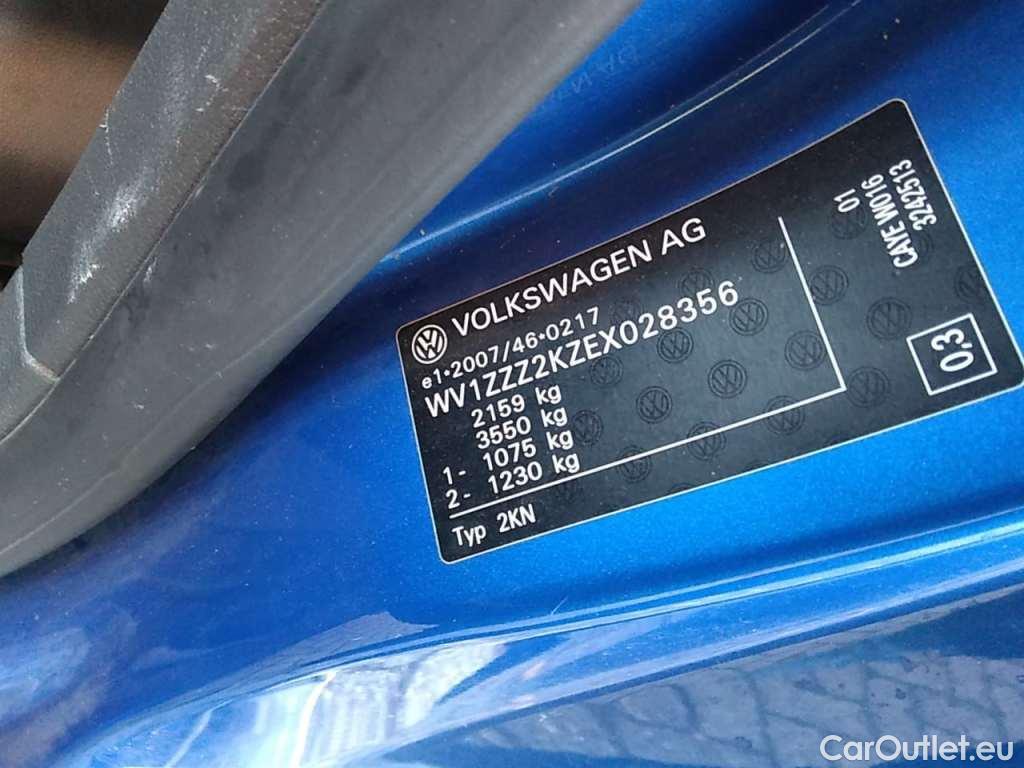 VOLKSWAGEN AG
e1*2007/46*0217
WV1ZZZ2KZEX028356
2159 kg
3550 kg
1- 1075 kg
2- 1230 kg
Typ 2KN
01
CAYE W016
3242513
0,3
CarOutlet.eu